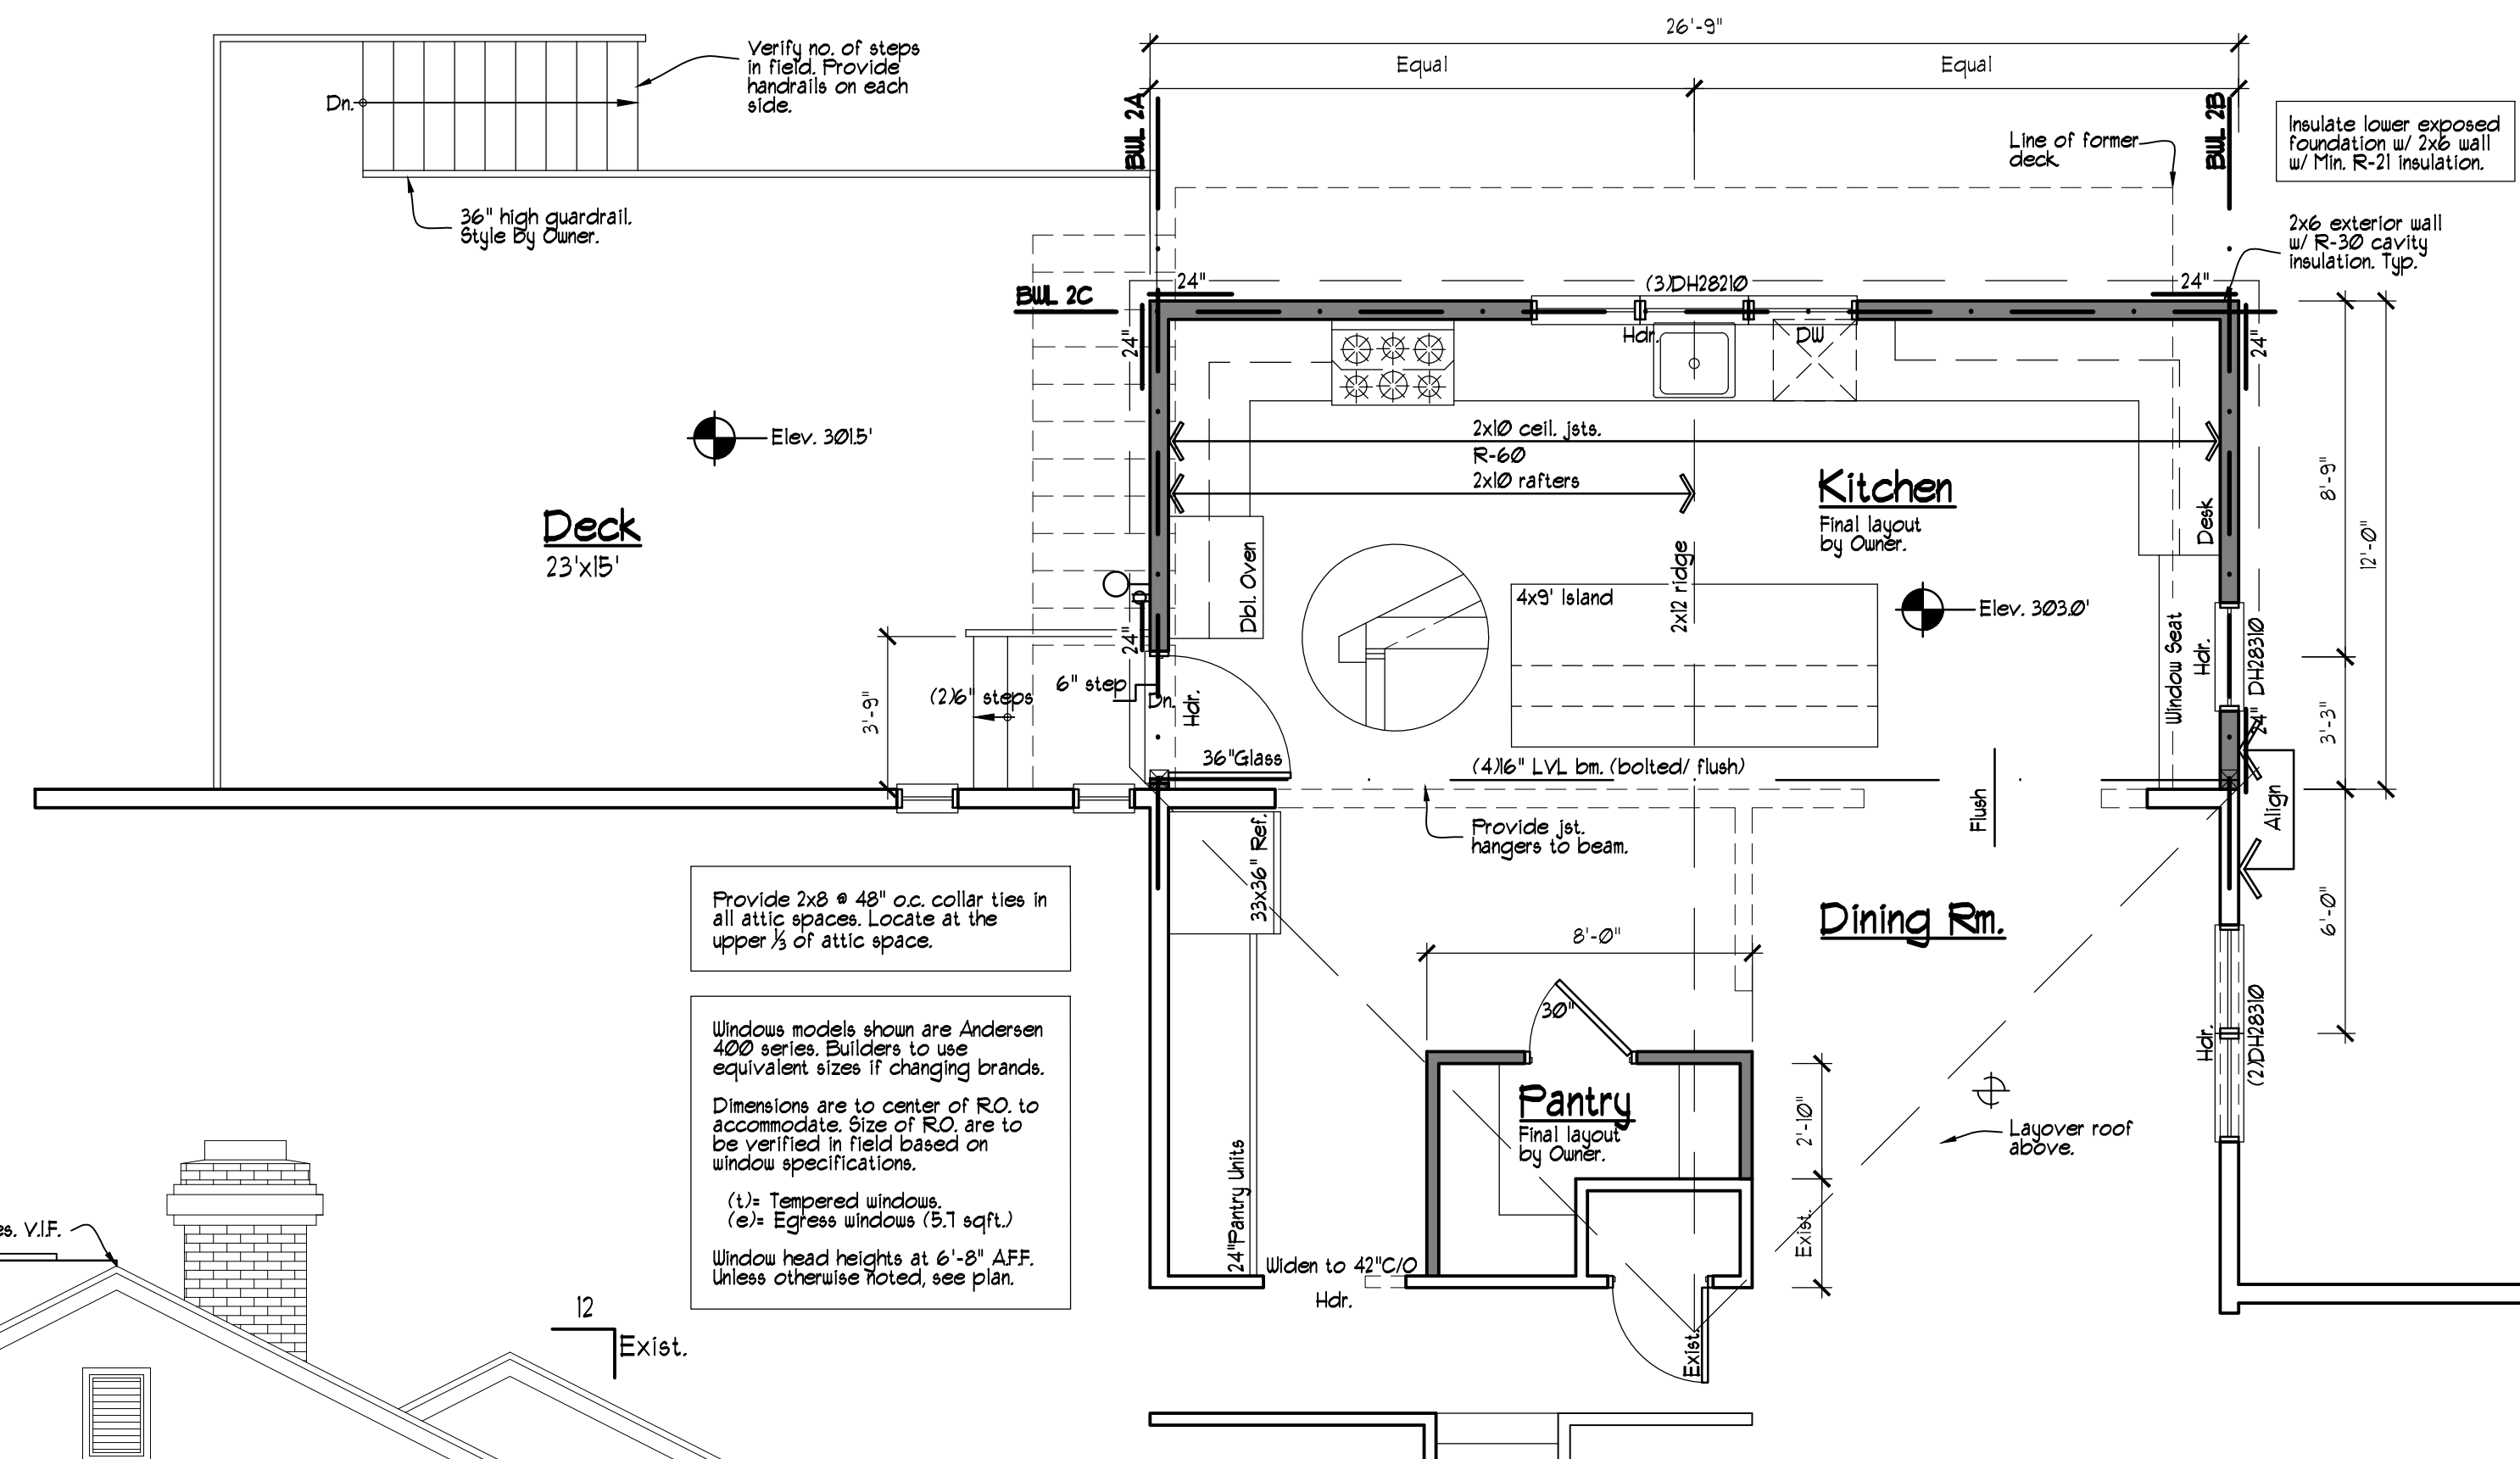 26'-9"
Equal
Equal
Verify no. of steps
in field. Provide
handrails on each
side.
Dn.
BWL 2A
BWL 2B
Line of former
deck
Insulate lower exposed
foundation w/ 2x6 wall
w/ Min. R-21 insulation.
36" high guardrail.
Style by Owner.
2x6 exterior wall
w/ R-30 cavity
insulation. Typ.
BWL 2C
24"
(3)DH28210
24"
24"
Hdr.
DW
24"
2x10 ceil. jsts.
R-60
2x10 rafters
Elev. 301.5'
Kitchen
Final layout
by Owner.
8'-9"
12'-0"
Deck
23'x15'
Desk
Dbl. Oven
2x12 ridge
4x9' Island
Elev. 303.0'
24"
Window Seat
Hdr.
DH28310
3'-9"
(2)6" steps
6" step
Dn.
Hdr.
24"
3'-3"
36"Glass
(4)16" LVL bm. (bolted/ flush)
Flush
Align
Provide jst.
hangers to beam.
33x36" Ref.
Provide 2x8 @ 48" o.c. collar ties in
all attic spaces. Locate at the
upper ⅓ of attic space.
Dining Rm.
6'-0"
8'-0"
30"
Windows models shown are Andersen
400 series. Builders to use
equivalent sizes if changing brands.
Dimensions are to center of R.O. to
accommodate. Size of R.O. are to
be verified in field based on
window specifications.
(t)= Tempered windows.
(e)= Egress windows (5.7 sqft.)
Window head heights at 6'-8" A.F.F.
Unless otherwise noted, see plan.
Hdr.
(2)DH28310
Pantry
Final layout
by Owner.
2'-10"
Layover roof
above.
24"Pantry Units
Exist.
Widen to 42"C/O
Hdr.
Exist.
es. V.I.F.
12
Exist.